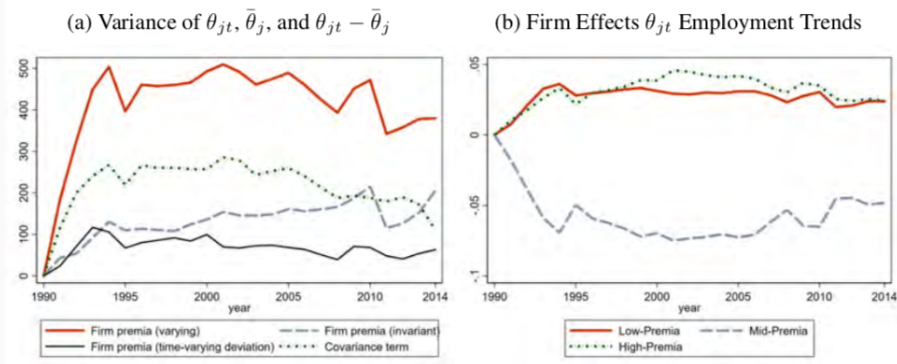 (a) Variance of θjt, θ̄j, and θjt − θ̄j
500
400
300
200
100
0
1990 1995 2000 2005 2010 2014
year
Firm premia (varying) Firm premia (invariant)
Firm premia (time-varying deviation) Covariance term
(b) Firm Effects θjt Employment Trends
.05
0
-.05
-.1
1990 1995 2000 2005 2010 2014
year
Low-Premia Mid-Premia
High-Premia